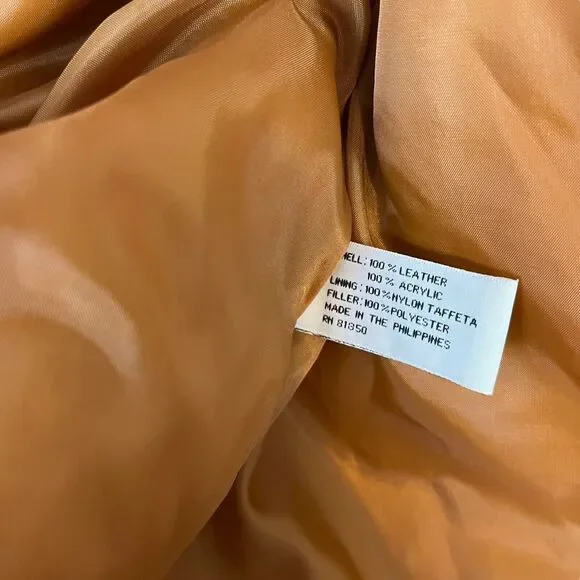 HELL: 100% LEATHER
100% ACRYLIC
LINING: 100% NYLON TAFFETA
FILLER: 100% POLYESTER
MADE IN THE PHILIPPINES
RN 81850